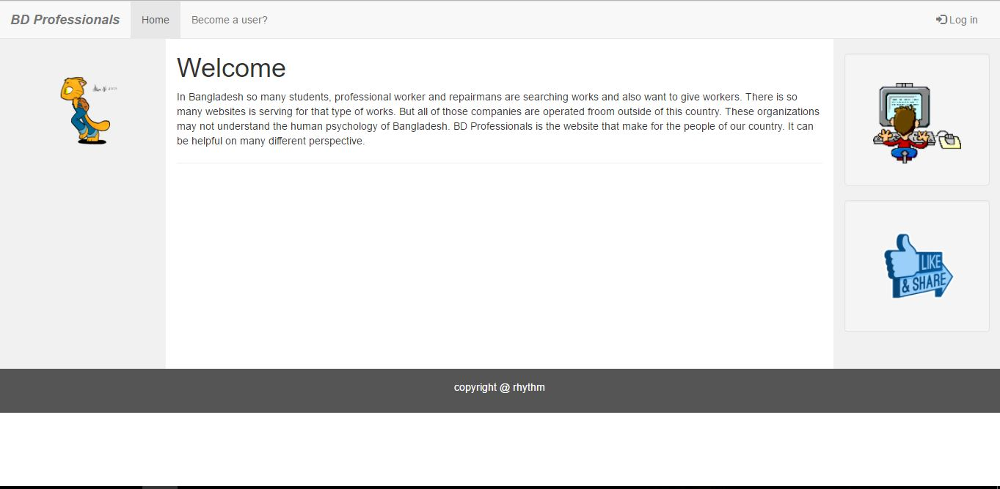 BD Professionals Home Become a user? Log in
Welcome
In Bangladesh so many students, professional worker and repairmans are searching works and also want to give workers. There is so
many websites is serving for that type of works. But all of those companies are operated froom outside of this country. These organizations
may not understand the human psychology of Bangladesh. BD Professionals is the website that make for the people of our country. It can
be helpful on many different perspective.
LIKE
& SHARE
copyright @ rhythm